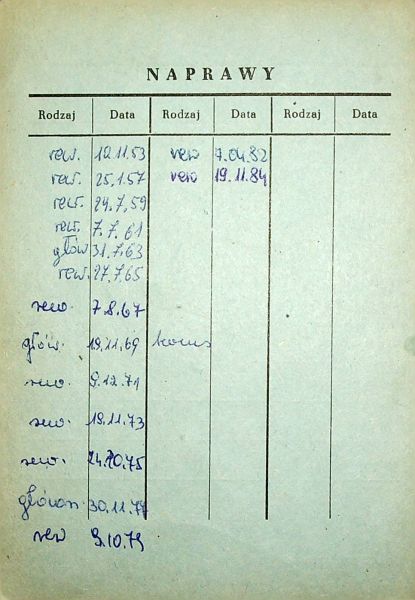 NAPRAWY
Rodzaj Data Rodzaj Data Rodzaj Data
rew. 12.11.53 rew 7.04.82
rew. 25.1.57 rew 19.11.84
rew. 24.7.59
rew. 7.7.61
głów. 31.7.63
rew. 27.7.65
rew. 7.8.67
głów. 19.11.69
rew. 9.12.71
rew. 19.11.73
rew. 24.10.75
główn. 30.11.77
rew 9.10.79